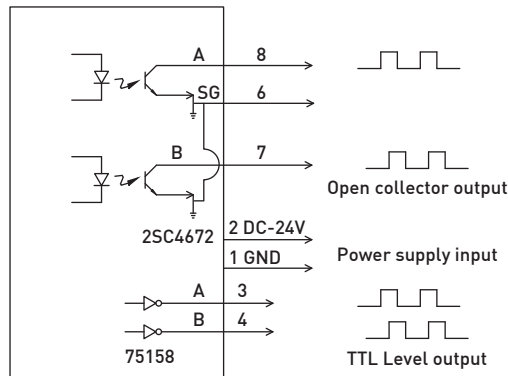 A 8
SG 6
B 7
Open collector output
2SC4672
2 DC-24V
1 GND
Power supply input
A 3
B 4
75158
TTL Level output